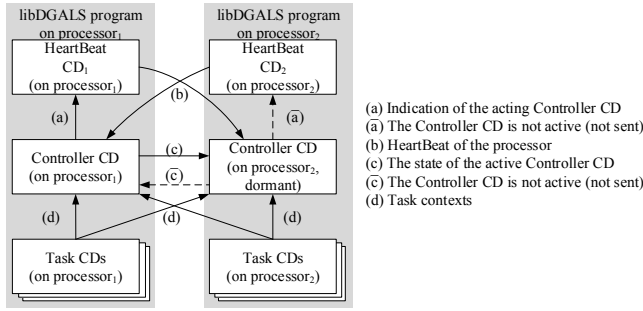 libDGALS program
on processor₁
HeartBeat
CD₁
(on processor₁)
(a)
Controller CD
(on processor₁)
(d)
Task CDs
(on processor₁)
(b)
(c)
(c̅)
(d)
libDGALS program
on processor₂
HeartBeat
CD₂
(on processor₂)
(a̅)
Controller CD
(on processor₂,
dormant)
(d)
(d)
Task CDs
(on processor₂)
(a) Indication of the acting Controller CD
(a̅) The Controller CD is not active (not sent)
(b) HeartBeat of the processor
(c) The state of the active Controller CD
(c̅) The Controller CD is not active (not sent)
(d) Task contexts